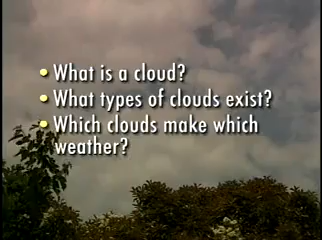 • What is a cloud?
• What types of clouds exist?
• Which clouds make which
weather?